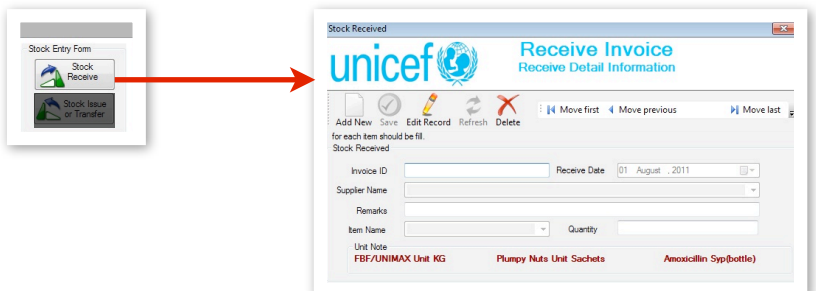 Stock Entry Form
Stock
Receive
Stock Issue
or Transfer
Stock Received
unicef
Receive Invoice
Receive Detail Information
Add New Save Edit Record Refresh Delete
Move first Move previous Move last
for each item should be fill.
Stock Received
Invoice ID Receive Date 01 August , 2011
Supplier Name
Remarks
Item Name Quantity
Unit Note
FBF/UNIMAX Unit KG Plumpy Nuts Unit Sachets Amoxicillin Syp(bottle)